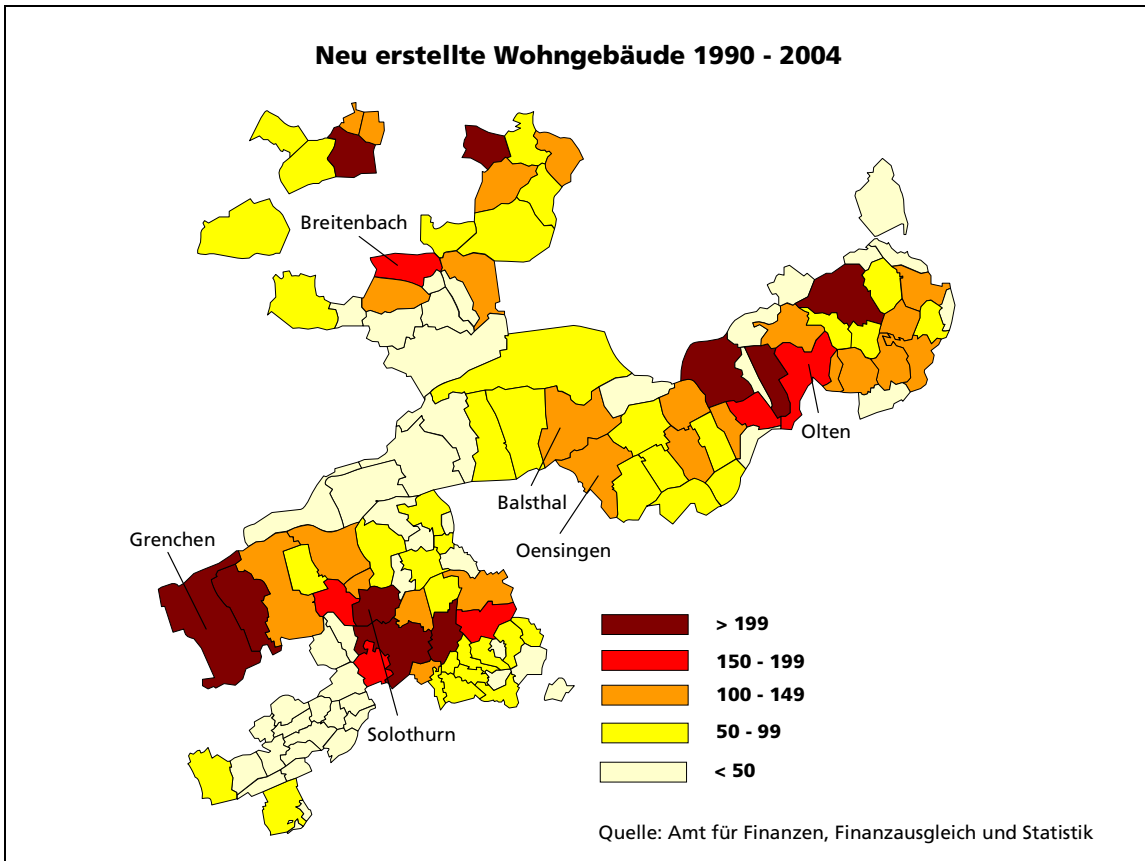 Neu erstellte Wohngebäude 1990 - 2004
Breitenbach
Olten
Balsthal
Oensingen
Grenchen
Solothurn
> 199
150 - 199
100 - 149
50 - 99
< 50
Quelle: Amt für Finanzen, Finanzausgleich und Statistik